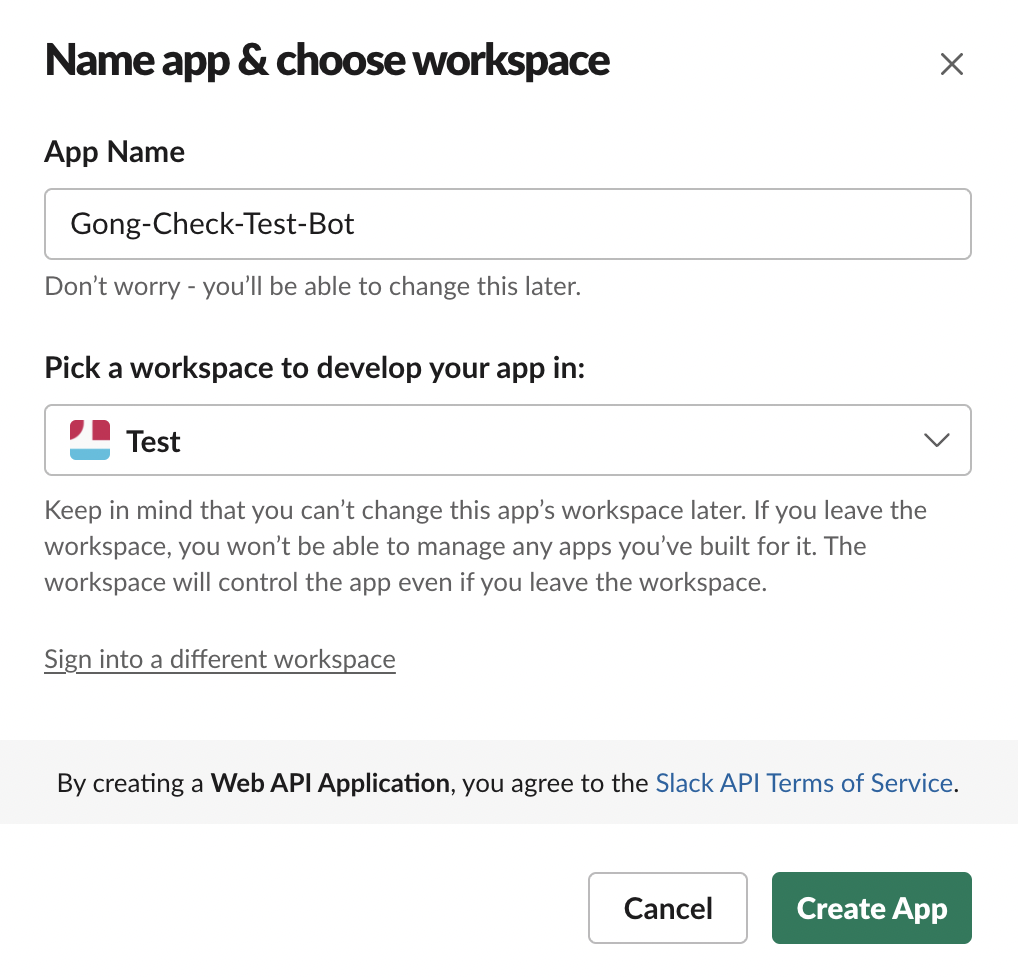 Name app & choose workspace
App Name
Gong-Check-Test-Bot
Don’t worry - you’ll be able to change this later.
Pick a workspace to develop your app in:
Test
Keep in mind that you can’t change this app’s workspace later. If you leave the
workspace, you won’t be able to manage any apps you’ve built for it. The
workspace will control the app even if you leave the workspace.
Sign into a different workspace
By creating a Web API Application, you agree to the Slack API Terms of Service.
Cancel
Create App